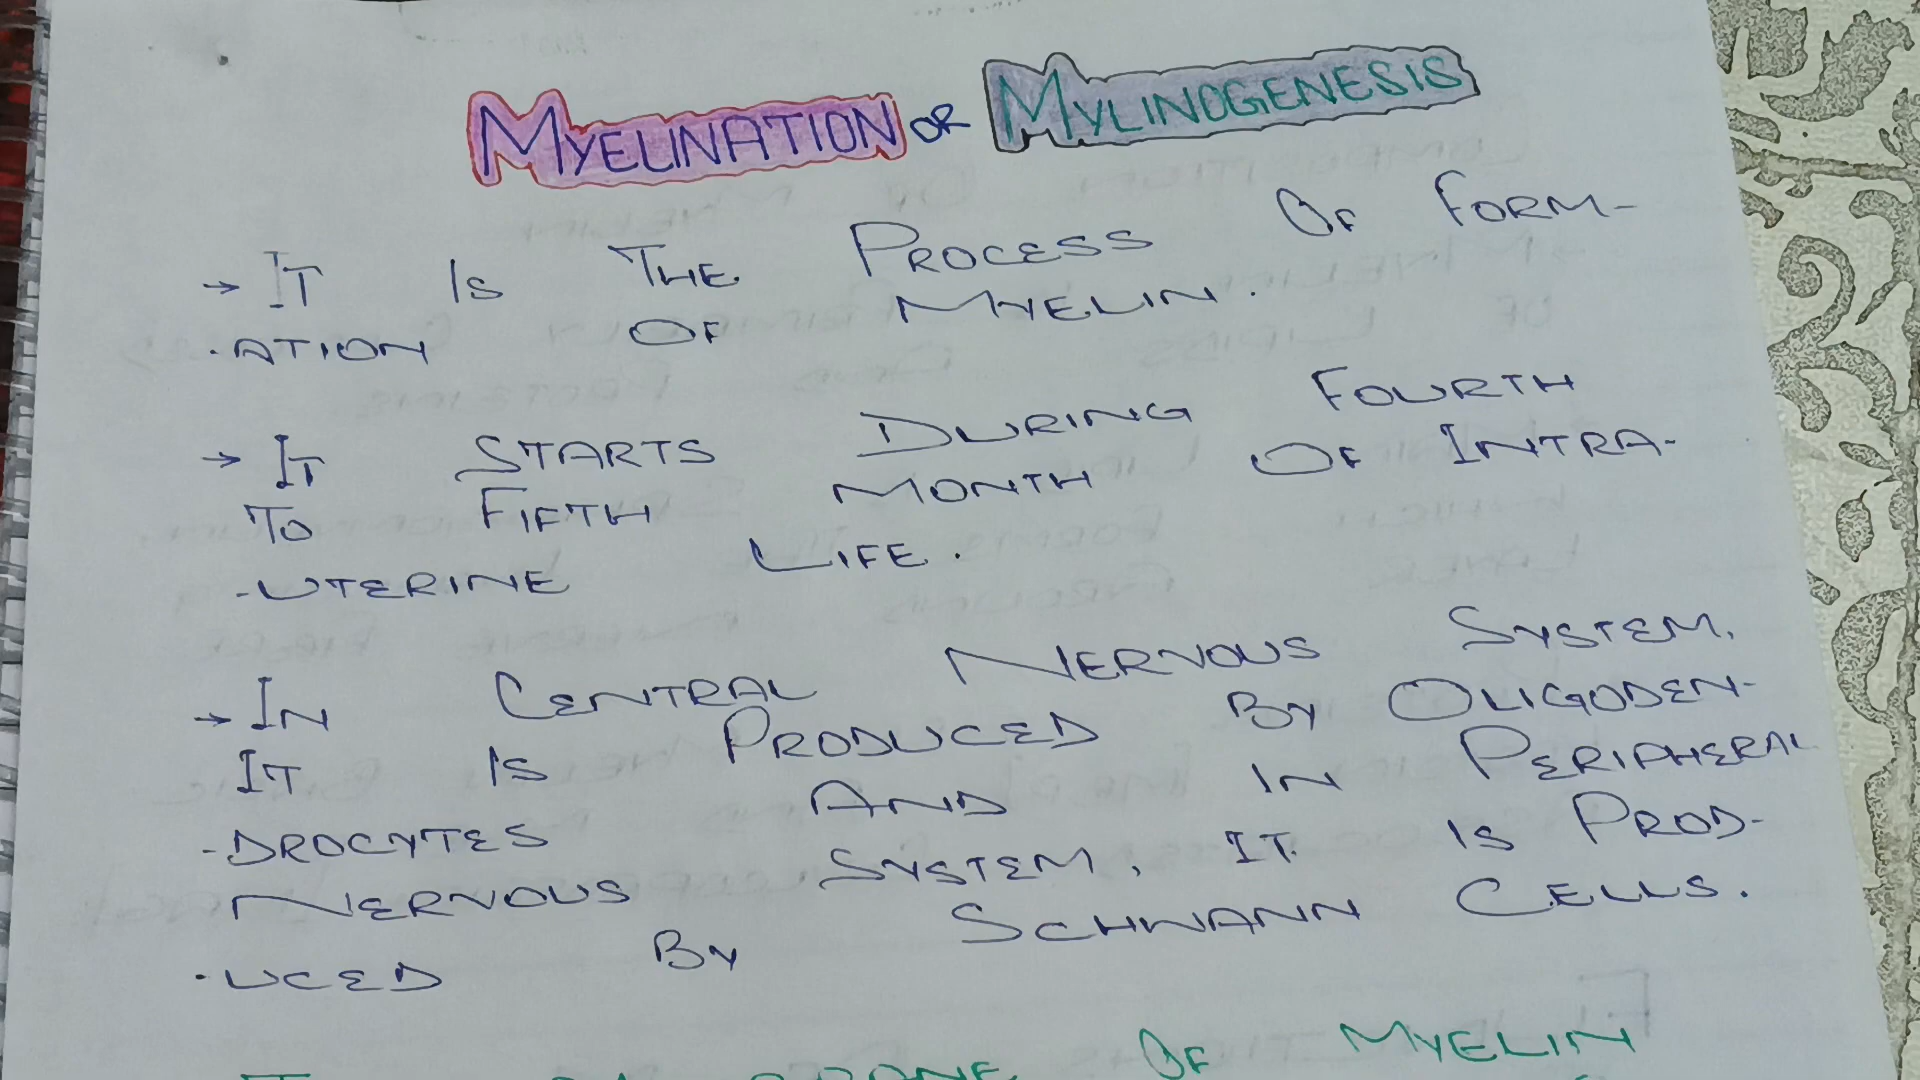 MYELINATION OR MYLINOGENESIS
→ IT IS THE PROCESS OF FORM-
-ATION OF MYELIN.
→ IT STARTS DURING FOURTH
TO FIFTH MONTH OF INTRA-
-UTERINE LIFE.
→ IN CENTRAL NERVOUS SYSTEM,
IT IS PRODUCED BY OLIGODEN-
-DROCYTES AND IN PERIPHERAL
NERVOUS SYSTEM, IT IS PROD-
-UCED BY SCHWANN CELLS.
OF MYELIN